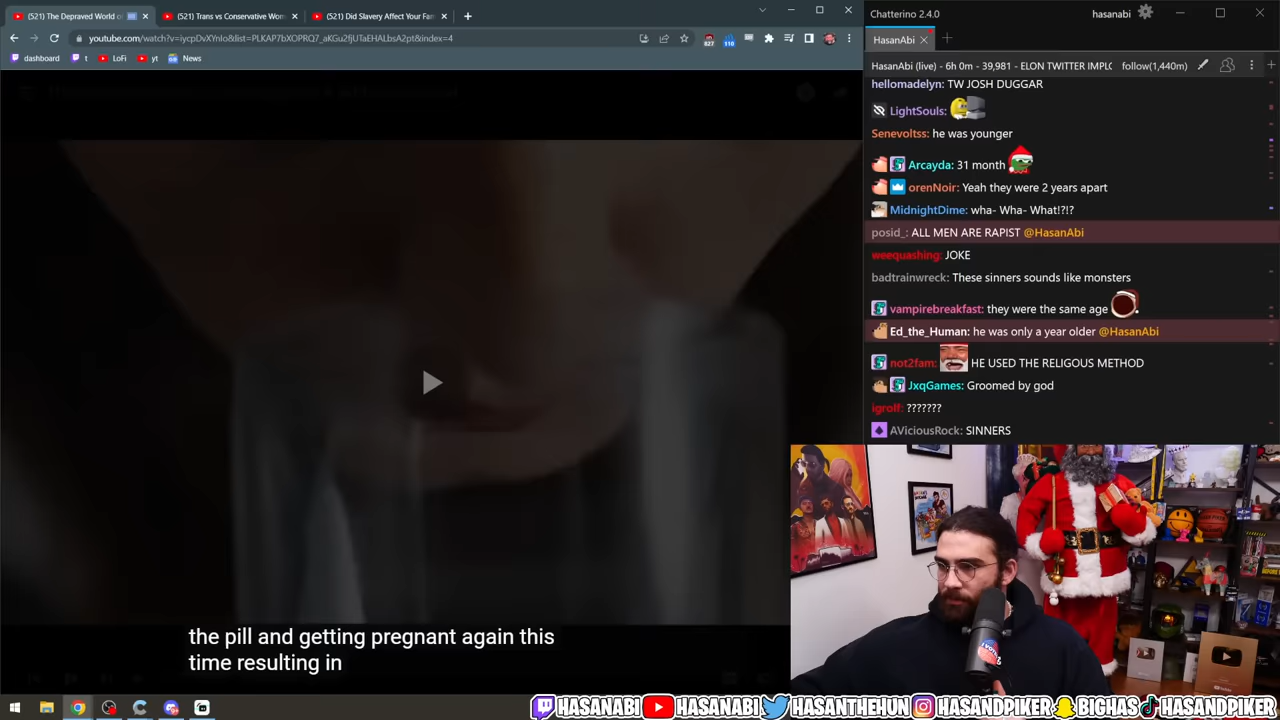 (521) The Depraved World of
(521) Trans vs Conservative Wom
(521) Did Slavery Affect Your Fam
Chatterino 2.4.0
hasanabi
youtube.com/watch?v=iycpDvXYnlo&list=PLKAP7bXOPRQ7_aKGu2fjUTaEHALbsA2pt&index=4
HasanAbi
dashboard
t
LoFi
yt
News
HasanAbi (live) - 6h 0m - 39,981 - ELON TWITTER IMPLC
follow(1,440m)
hellomadelyn: TW JOSH DUGGAR
LightSouls:
Senevoltss: he was younger
Arcayda: 31 month
orenNoir: Yeah they were 2 years apart
MidnightDime: wha- Wha- What!?!?
posid_: ALL MEN ARE RAPIST @HasanAbi
weequashing: JOKE
badtrainwreck: These sinners sounds like monsters
vampirebreakfast: they were the same age
Ed_the_Human: he was only a year older @HasanAbi
not2fam: HE USED THE RELIGOUS METHOD
JxqGames: Groomed by god
igrolf: ???????
AViciousRock: SINNERS
the pill and getting pregnant again this
time resulting in
HASANABI
HASANABI
HASANTHEHUN
HASANDPIKER
BIGHAS
HASANDPIKER